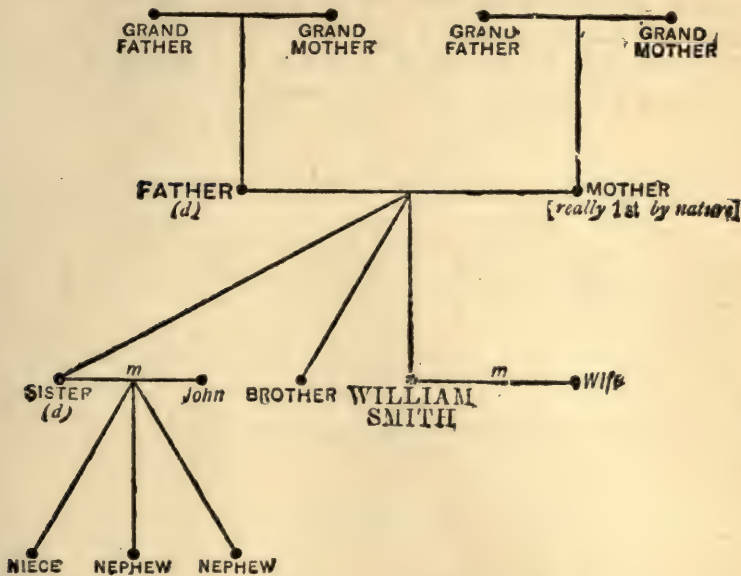 GRAND FATHER
GRAND MOTHER
GRAND FATHER
GRAND MOTHER
FATHER
(d)
MOTHER
[really 1st by nature]
m
m
SISTER
(d)
John
BROTHER
WILLIAM
SMITH
Wife
NIECE
NEPHEW
NEPHEW